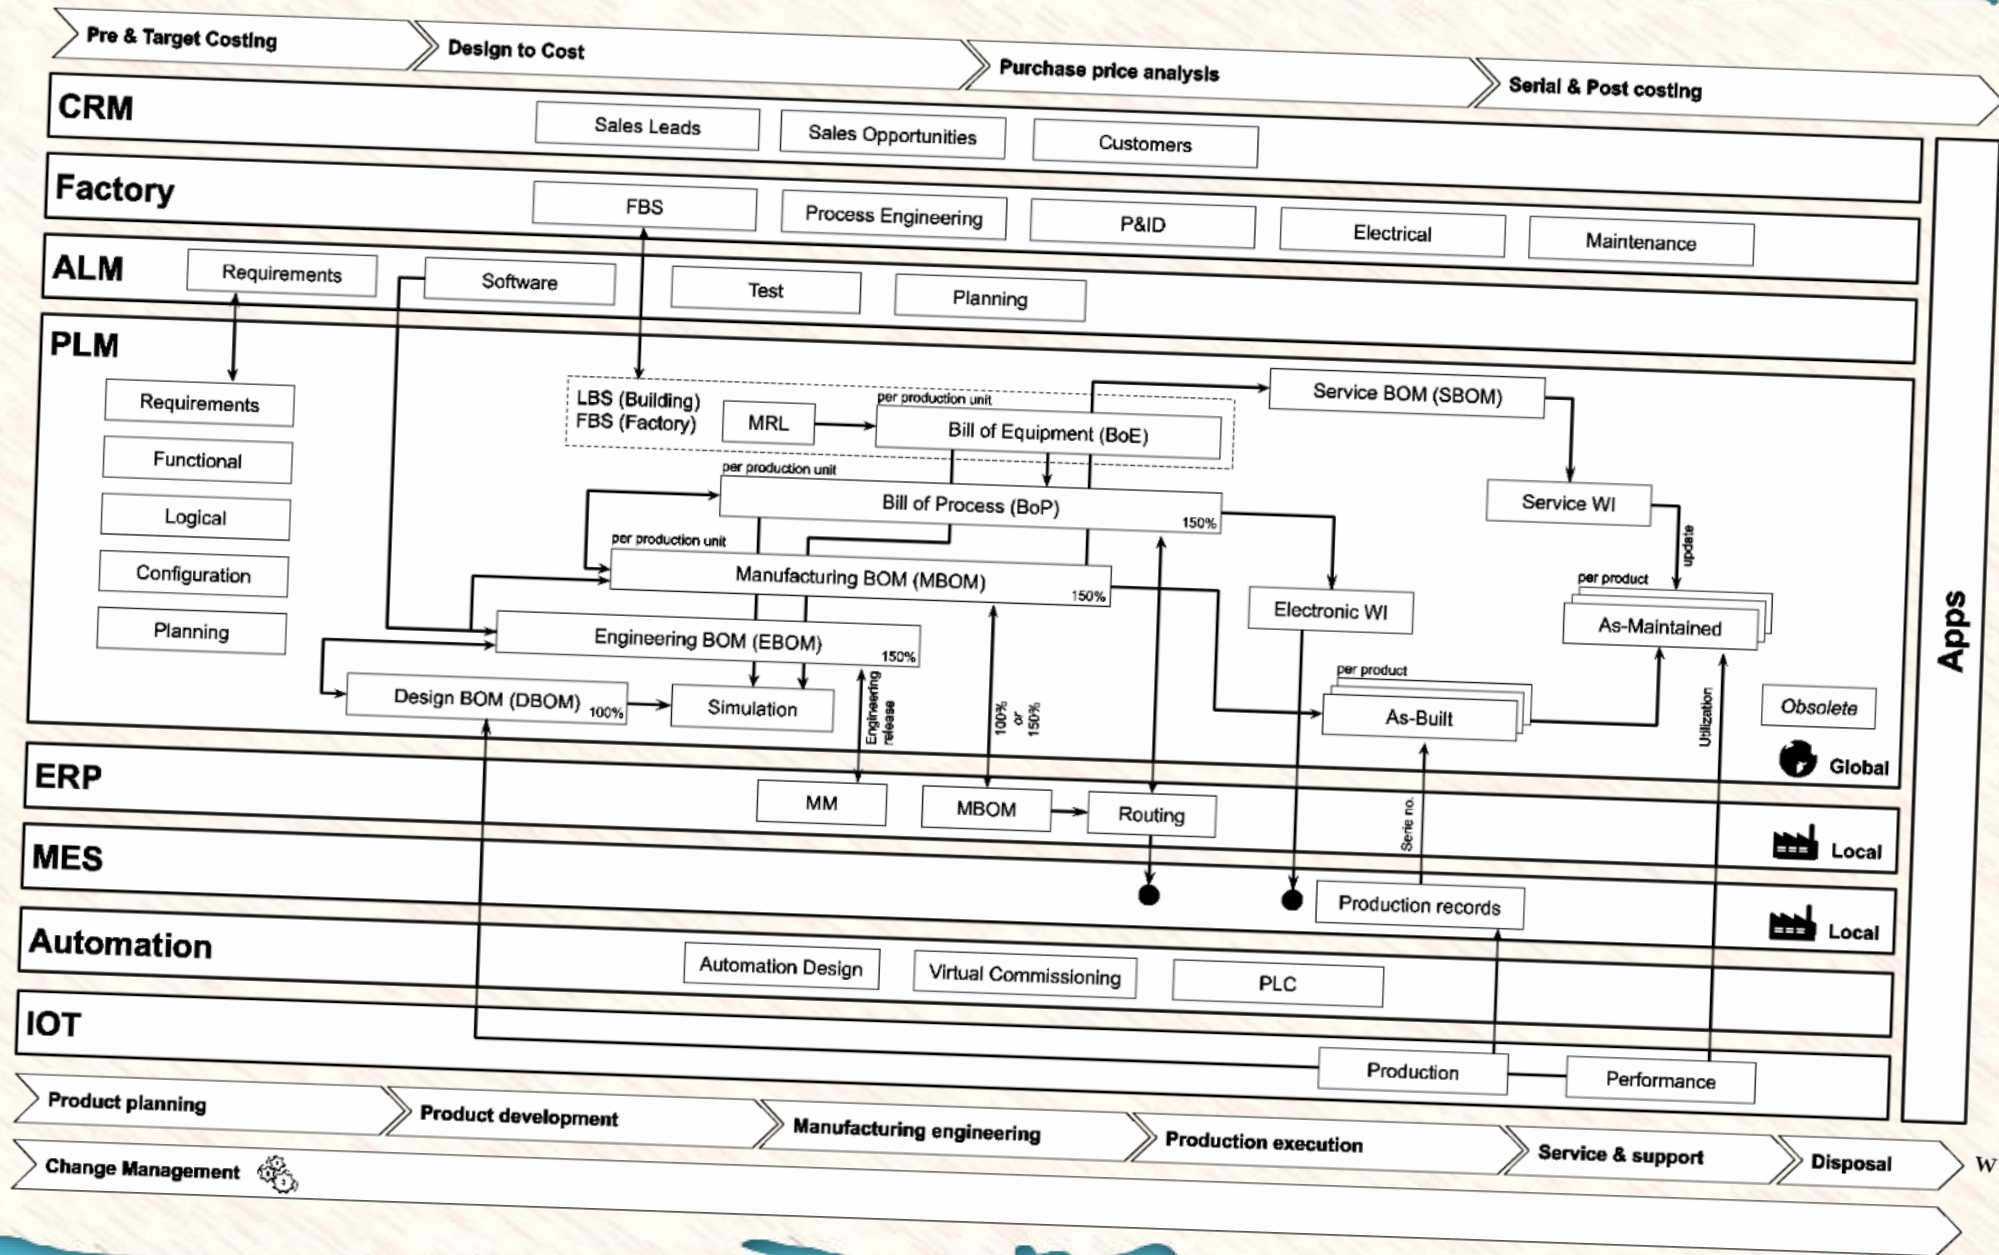 Pre & Target Costing
Design to Cost
Purchase price analysis
Serial & Post costing
CRM
Sales Leads
Sales Opportunities
Customers
Factory
FBS
Process Engineering
P&ID
Electrical
Maintenance
ALM
Requirements
Software
Test
Planning
PLM
Requirements
Functional
Logical
Configuration
Planning
LBS (Building)
FBS (Factory)
MRL
per production unit
Bill of Equipment (BoE)
Service BOM (SBOM)
per production unit
Bill of Process (BoP)
150%
Service WI
update
per production unit
Manufacturing BOM (MBOM)
150%
Electronic WI
per product
As-Maintained
Engineering BOM (EBOM)
150%
Design BOM (DBOM)
100%
Simulation
Engineering
release
100%
or
150%
per product
As-Built
Utilization
Obsolete
Global
ERP
MM
MBOM
Routing
Serie no.
Local
MES
Production records
Local
Automation
Automation Design
Virtual Commissioning
PLC
IOT
Production
Performance
Apps
Product planning
Product development
Manufacturing engineering
Production execution
Service & support
Disposal
W
Change Management